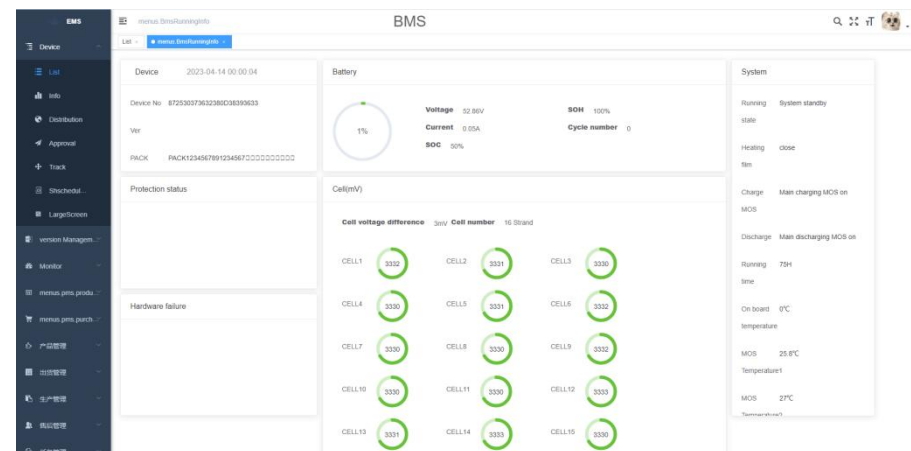 EMS
menus.BmsRunningInfo
BMS
List
menus.BmsRunningInfo
Device
List
Info
Distribution
Approval
Track
Shschedul...
LargeScreen
version Managem...
Monitor
menus.pms.produ...
menus.pms.purch...
产品管理
出货管理
生产管理
售后管理
Device 2023-04-14 00:00:04
Device No 872530373632380D38393633
Ver
PACK PACK1234567891234567□□□□□□□□□□
Protection status
Hardware failure
Battery
1%
Voltage 52.66V
Current 0.05A
SOC 50%
SOH 100%
Cycle number 0
Cell(mV)
Cell voltage difference 3mV Cell number 16 Strand
CELL1 3332 CELL2 3331 CELL3 3330
CELL4 3330 CELL5 3331 CELL6 3332
CELL7 3330 CELL8 3330 CELL9 3332
CELL10 3330 CELL11 3330 CELL12 3333
CELL13 3331 CELL14 3333 CELL15 3330
System
Running state System standby
Heating film close
Charge MOS Main charging MOS on
Discharge Main discharging MOS on
Running time 75H
On board temperature 0℃
MOS Temperature1 25.8℃
MOS 27℃